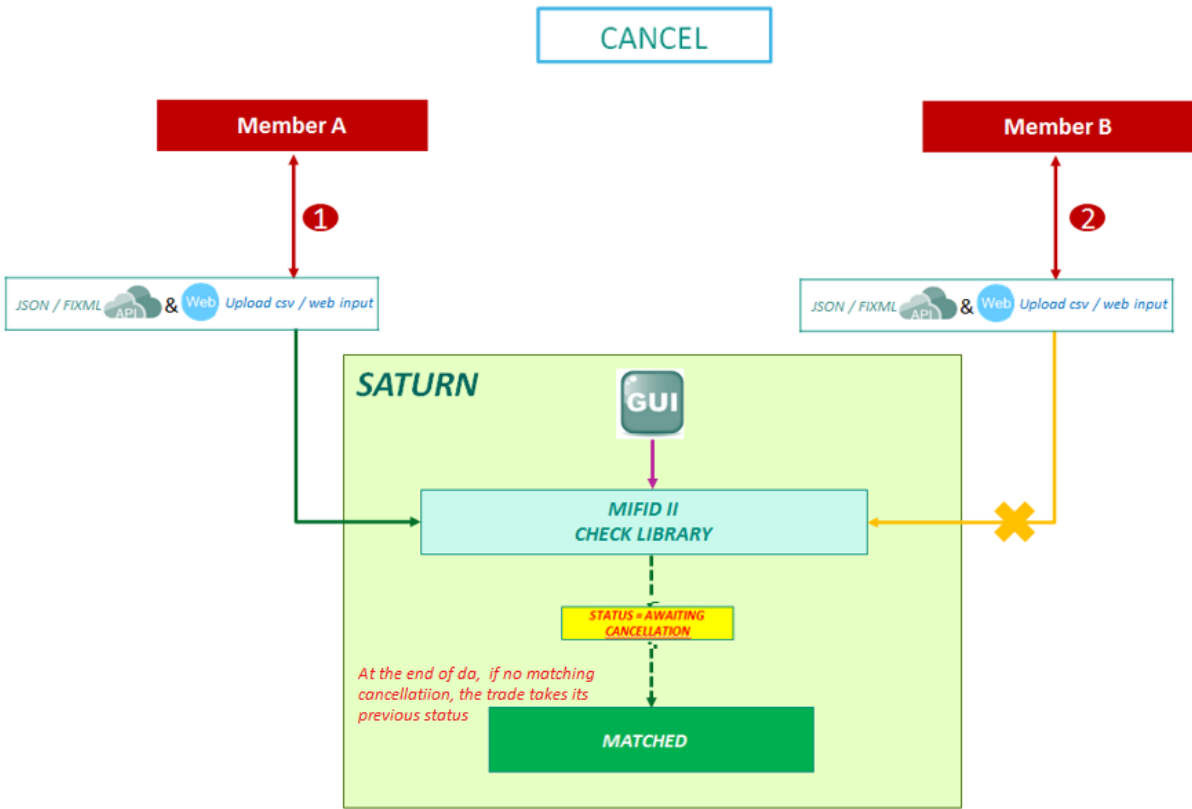 CANCEL
Member A
Member B
1
2
JSON / FIXML API & Web Upload csv / web input
JSON / FIXML API & Web Upload csv / web input
SATURN
GUI
MIFID II
CHECK LIBRARY
STATUS = AWAITING
CANCELLATION
At the end of da, if no matching
cancellatiion, the trade takes its
previous status
MATCHED